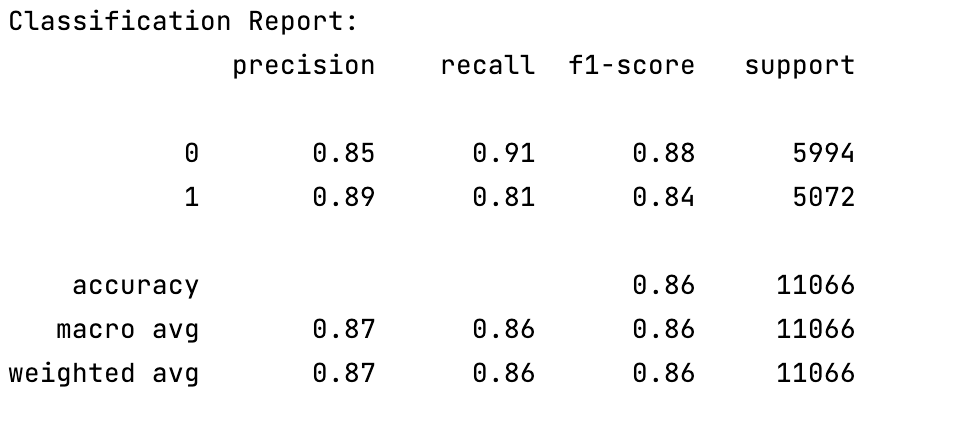 Classification Report:
precision recall f1-score support
0 0.85 0.91 0.88 5994
1 0.89 0.81 0.84 5072
accuracy 0.86 11066
macro avg 0.87 0.86 0.86 11066
weighted avg 0.87 0.86 0.86 11066